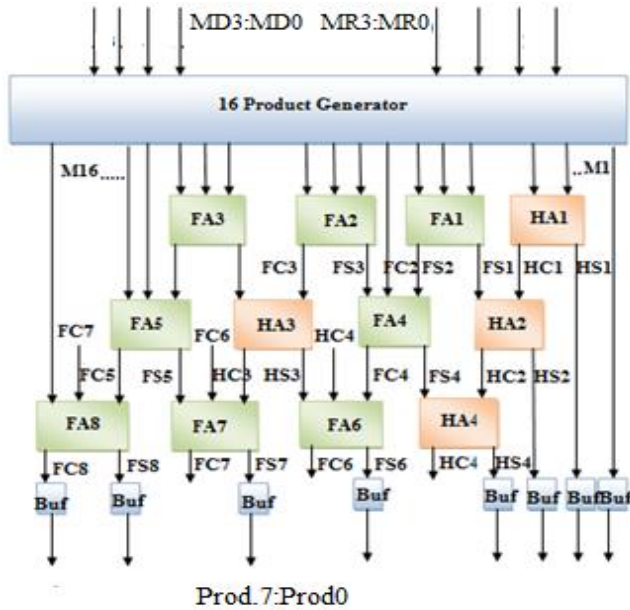 MD3:MD0 MR3:MR0
16 Product Generator
M16..... ...M1
FA3 FA2 FA1 HA1
FC3 FS3 FC2 FS2 FS1 HC1 HS1
FA5 HA3 FA4 HA2
FC7 FC6 HC4
FC5 FS5 HC3 HS3 FC4 FS4 HC2 HS2
FA8 FA7 FA6 HA4
FC8 FS8 FC7 FS7 FC6 FS6 HC4 HS4
Buf Buf Buf Buf Buf Buf Buf Buf
Prod.7:Prod0